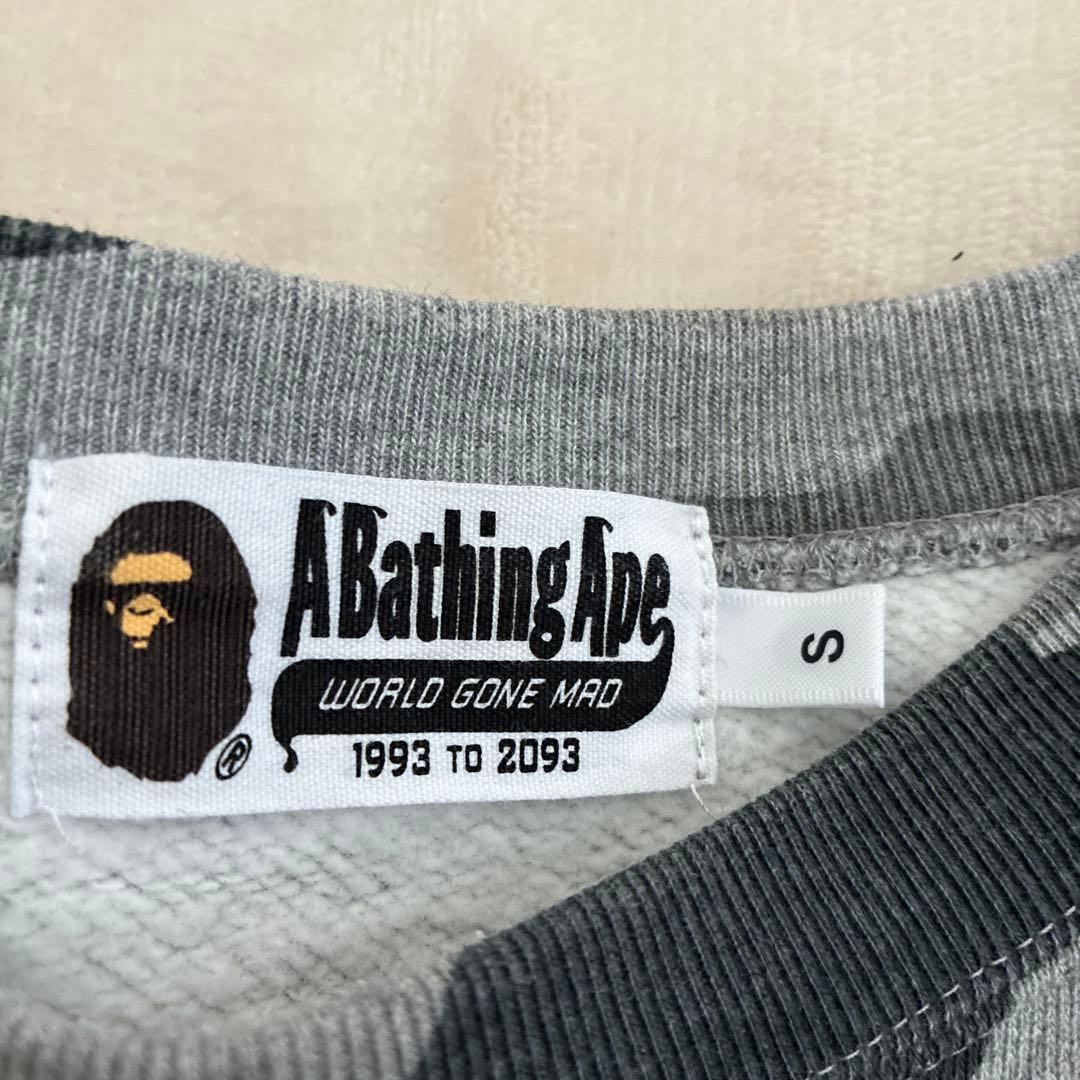 A Bathing Ape
WORLD GONE MAD
1993 TO 2093
®
S